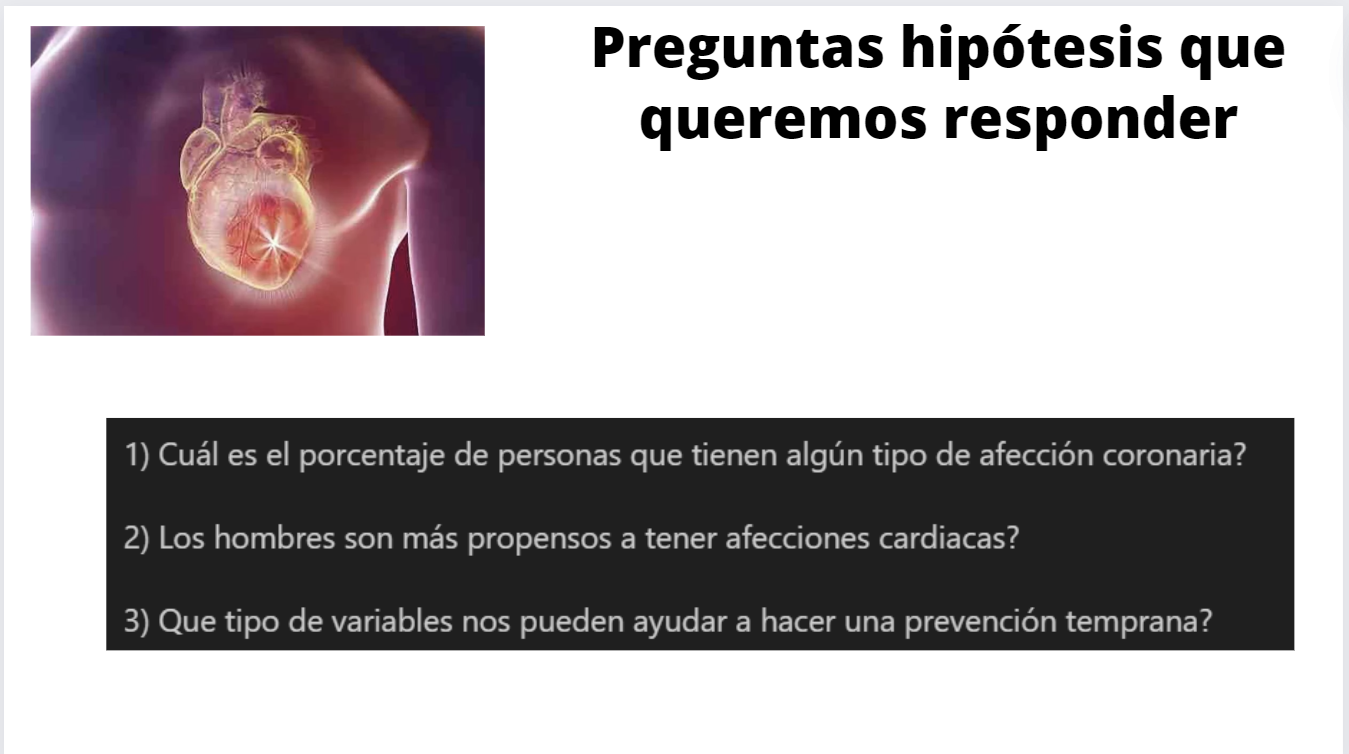 Preguntas hipótesis que
queremos responder
1) Cuál es el porcentaje de personas que tienen algún tipo de afección coronaria?
2) Los hombres son más propensos a tener afecciones cardiacas?
3) Que tipo de variables nos pueden ayudar a hacer una prevención temprana?